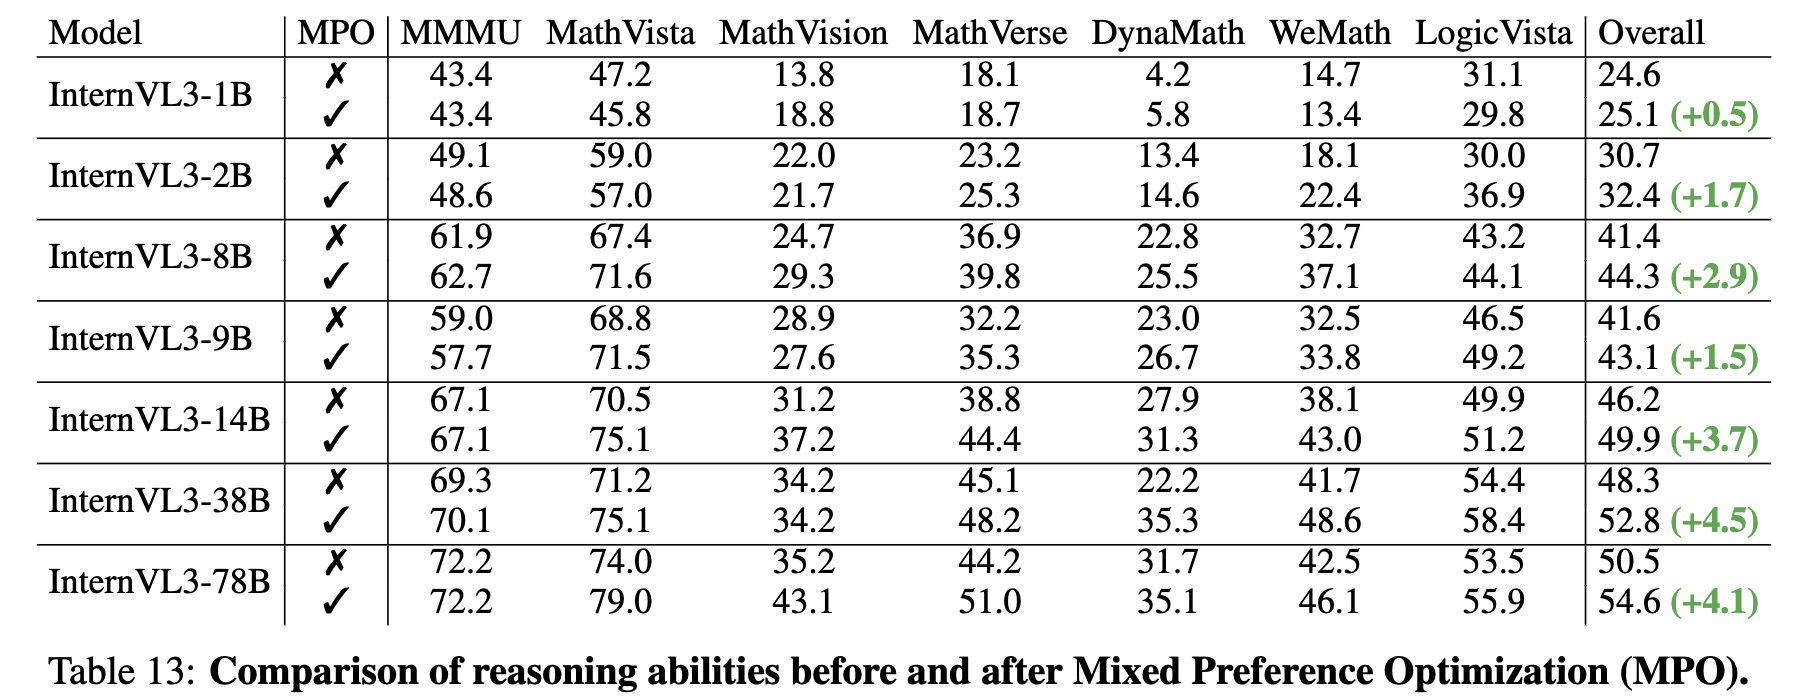 Model MPO MMMU MathVista MathVision MathVerse DynaMath WeMath LogicVista Overall
InternVL3-1B ✗ 43.4 47.2 13.8 18.1 4.2 14.7 31.1 24.6
✓ 43.4 45.8 18.8 18.7 5.8 13.4 29.8 25.1 (+0.5)
InternVL3-2B ✗ 49.1 59.0 22.0 23.2 13.4 18.1 30.0 30.7
✓ 48.6 57.0 21.7 25.3 14.6 22.4 36.9 32.4 (+1.7)
InternVL3-8B ✗ 61.9 67.4 24.7 36.9 22.8 32.7 43.2 41.4
✓ 62.7 71.6 29.3 39.8 25.5 37.1 44.1 44.3 (+2.9)
InternVL3-9B ✗ 59.0 68.8 28.9 32.2 23.0 32.5 46.5 41.6
✓ 57.7 71.5 27.6 35.3 26.7 33.8 49.2 43.1 (+1.5)
InternVL3-14B ✗ 67.1 70.5 31.2 38.8 27.9 38.1 49.9 46.2
✓ 67.1 75.1 37.2 44.4 31.3 43.0 51.2 49.9 (+3.7)
InternVL3-38B ✗ 69.3 71.2 34.2 45.1 22.2 41.7 54.4 48.3
✓ 70.1 75.1 34.2 48.2 35.3 48.6 58.4 52.8 (+4.5)
InternVL3-78B ✗ 72.2 74.0 35.2 44.2 31.7 42.5 53.5 50.5
✓ 72.2 79.0 43.1 51.0 35.1 46.1 55.9 54.6 (+4.1)
Table 13: Comparison of reasoning abilities before and after Mixed Preference Optimization (MPO).